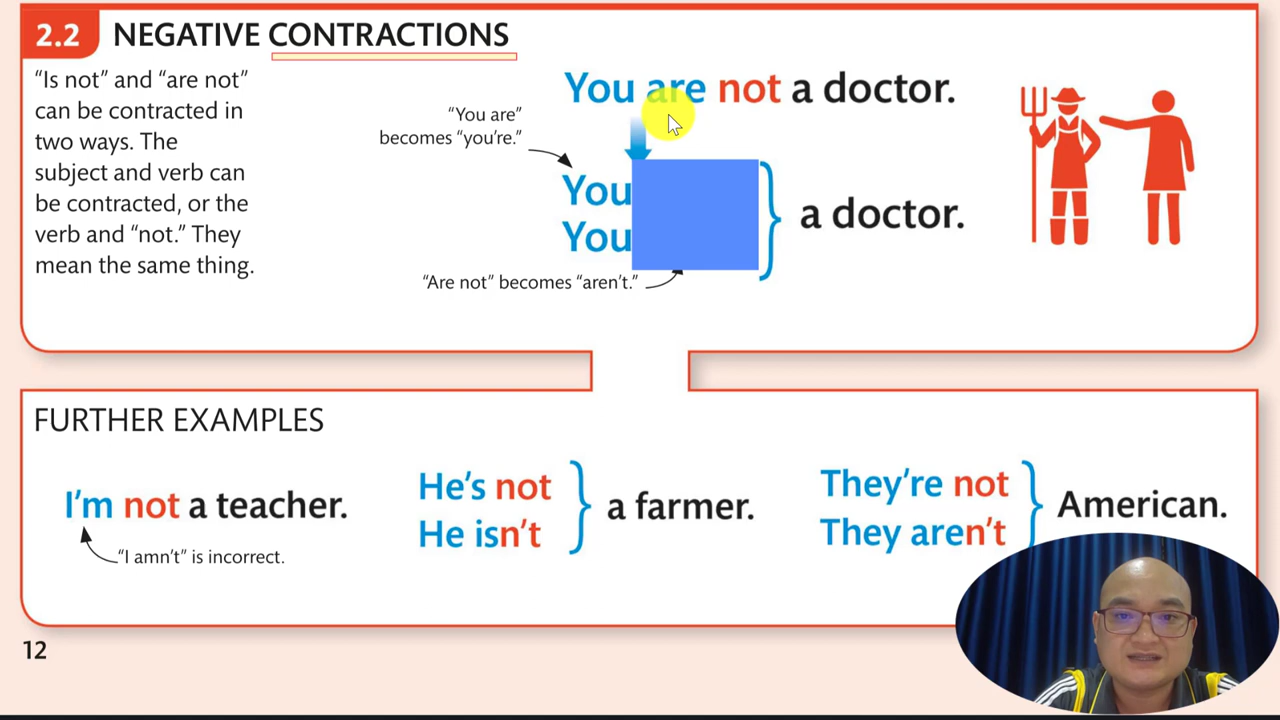 2.2 NEGATIVE CONTRACTIONS
“Is not” and “are not”
can be contracted in
two ways. The
subject and verb can
be contracted, or the
verb and “not.” They
mean the same thing.
You are not a doctor.
“You are”
becomes “you’re.”
You
You
a doctor.
“Are not” becomes “aren’t.”
FURTHER EXAMPLES
I’m not a teacher.
“I amn’t” is incorrect.
He’s not
He isn’t
a farmer.
They’re not
They aren’t
American.
12